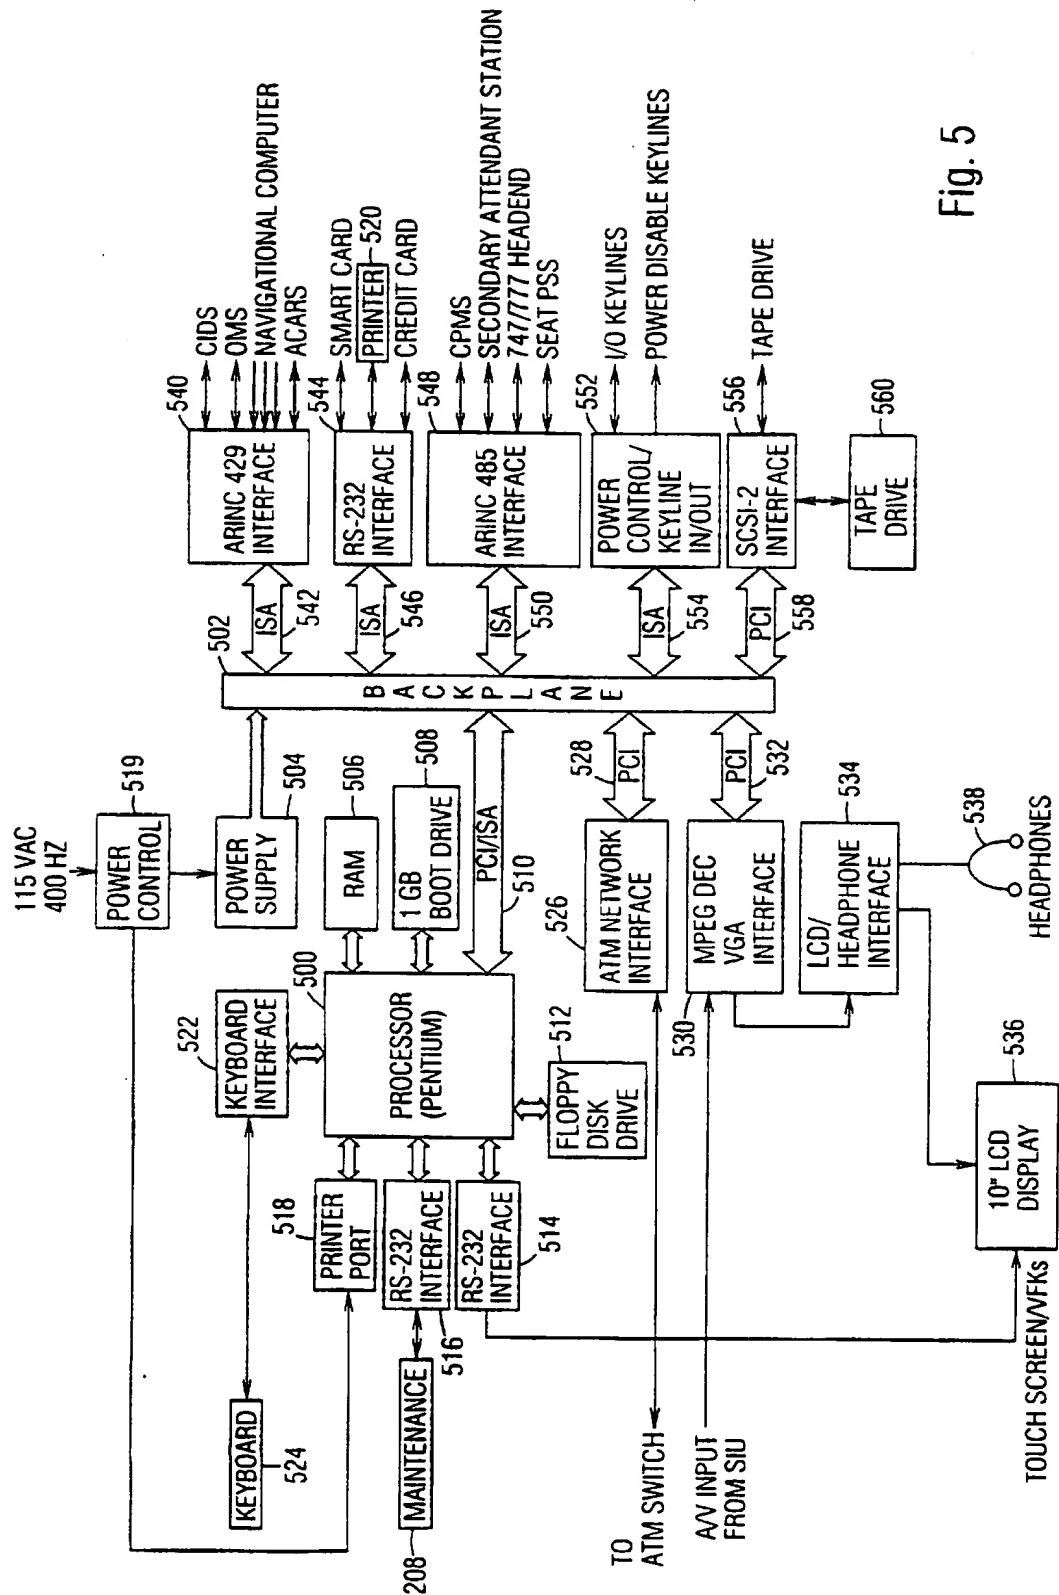 115 VAC
400 HZ
POWER
CONTROL
519
POWER
SUPPLY
504
502
BACKPLANE
KEYBOARD
524
KEYBOARD
INTERFACE
522
PROCESSOR
(PENTIUM)
500
RAM
506
1 GB
BOOT DRIVE
508
PCI/ISA
510
PRINTER
PORT
518
MAINTENANCE
208
RS-232
INTERFACE
516
RS-232
INTERFACE
514
FLOPPY
DISK
DRIVE
512
TO
ATM SWITCH
ATM NETWORK
INTERFACE
526
PCI
528
A/V INPUT
FROM SIU
MPEG DEC
VGA
INTERFACE
530
PCI
532
LCD/
HEADPHONE
INTERFACE
534
10" LCD
DISPLAY
536
TOUCH SCREEN/VFKs
538
HEADPHONES
ISA
542
ARINC 429
INTERFACE
540
CIDS
OMS
NAVIGATIONAL COMPUTER
ACARS
ISA
546
RS-232
INTERFACE
544
SMART CARD
PRINTER
520
CREDIT CARD
ISA
550
ARINC 485
INTERFACE
548
CPMS
SECONDARY ATTENDANT STATION
747/777 HEADEND
SEAT PSS
ISA
554
POWER
CONTROL/
KEYLINE
IN/OUT
552
I/O KEYLINES
POWER DISABLE KEYLINES
PCI
558
SCSI-2
INTERFACE
556
TAPE DRIVE
TAPE
DRIVE
560
Fig. 5